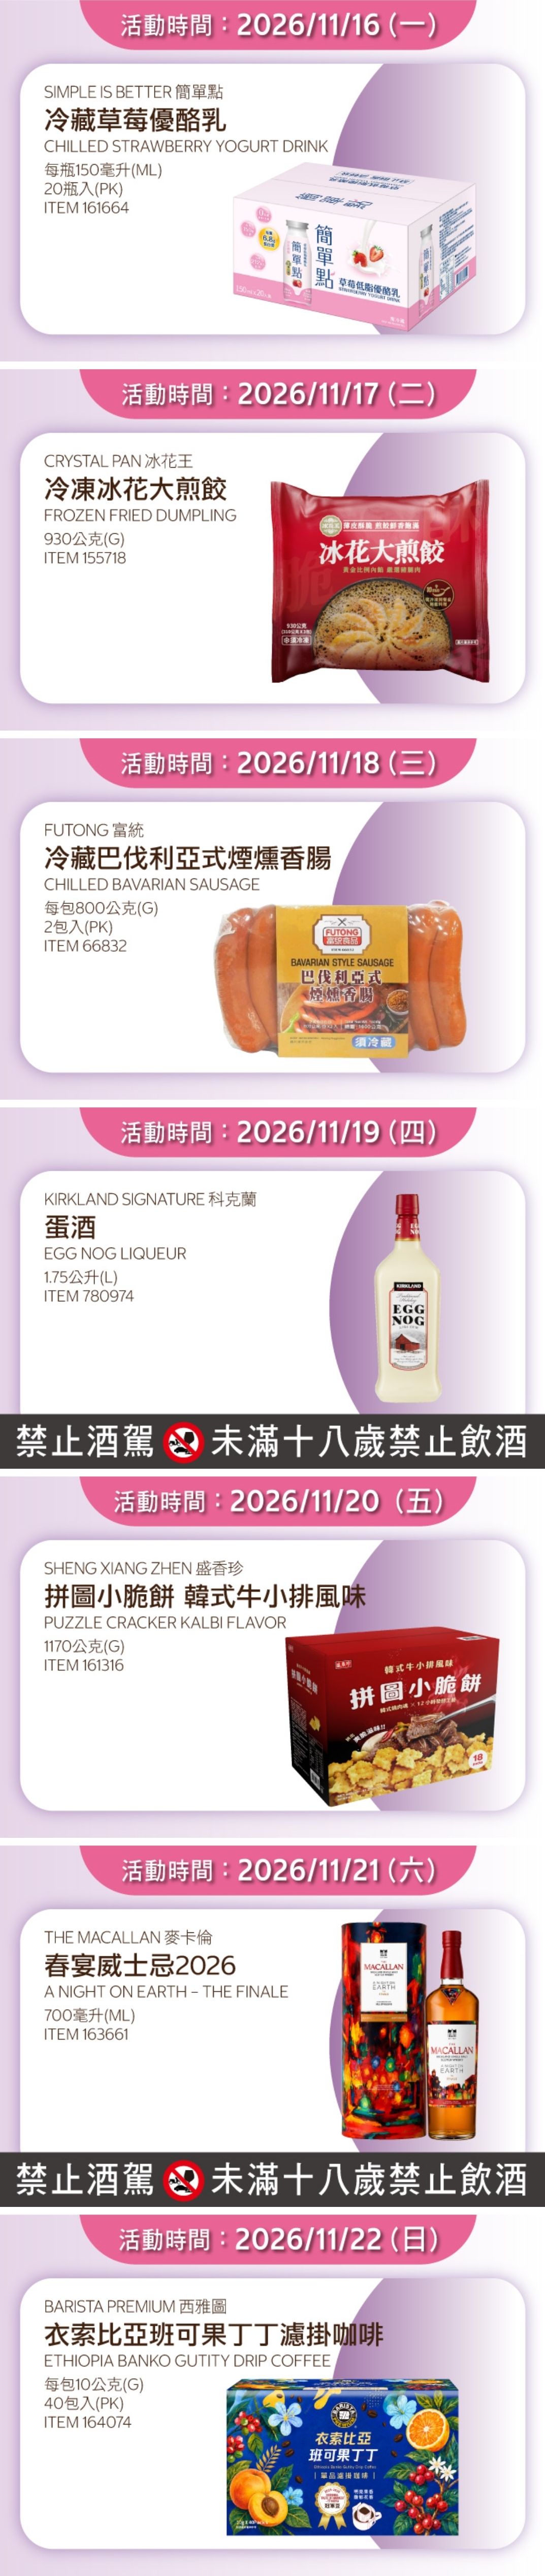 活動時間：2026/11/16 (一)
SIMPLE IS BETTER 簡單點
冷藏草莓優酪乳
CHILLED STRAWBERRY YOGURT DRINK
每瓶150毫升(ML)
20瓶入(PK)
ITEM 161664
簡單點
簡單點
草莓低脂優酪乳
活動時間：2026/11/17 (二)
CRYSTAL PAN 冰花王
冷凍冰花大煎餃
FROZEN FRIED DUMPLING
930公克(G)
ITEM 155718
冰花大煎餃
930公克
活動時間：2026/11/18 (三)
FUTONG 富統
冷藏巴伐利亞式煙燻香腸
CHILLED BAVARIAN SAUSAGE
每包800公克(G)
2包入(PK)
ITEM 66832
FUTONG
富統食品
BAVARIAN STYLE SAUSAGE
巴伐利亞式
煙燻香腸
須冷藏
活動時間：2026/11/19 (四)
KIRKLAND SIGNATURE 科克蘭
蛋酒
EGG NOG LIQUEUR
1.75公升(L)
ITEM 780974
KIRKLAND
EGG
NOG
禁止酒駕 未滿十八歲禁止飲酒
活動時間：2026/11/20 (五)
SHENG XIANG ZHEN 盛香珍
拼圖小脆餅 韓式牛小排風味
PUZZLE CRACKER KALBI FLAVOR
1170公克(G)
ITEM 161316
韓式牛小排風味
拼圖小脆餅
18
活動時間：2026/11/21 (六)
THE MACALLAN 麥卡倫
春宴威士忌2026
A NIGHT ON EARTH – THE FINALE
700毫升(ML)
ITEM 163661
MACALLAN
EARTH
MACALLAN
EARTH
禁止酒駕 未滿十八歲禁止飲酒
活動時間：2026/11/22 (日)
BARISTA PREMIUM 西雅圖
衣索比亞班可果丁丁濾掛咖啡
ETHIOPIA BANKO GUTITY DRIP COFFEE
每包10公克(G)
40包入(PK)
ITEM 164074
衣索比亞
班可果丁丁
單品濾掛咖啡